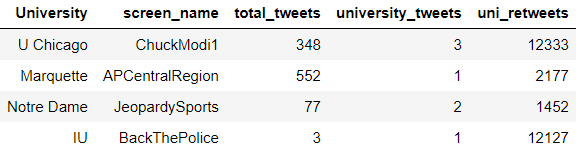 University screen_name total_tweets university_tweets uni_retweets
U Chicago ChuckModi1 348 3 12333
Marquette APCentralRegion 552 1 2177
Notre Dame JeopardySports 77 2 1452
IU BackThePolice 3 1 12127